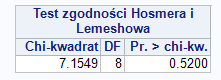 Test zgodności Hosmera i
Lemeshowa
Chi-kwadrat DF Pr. > chi-kw.
7.1549 8 0.5200